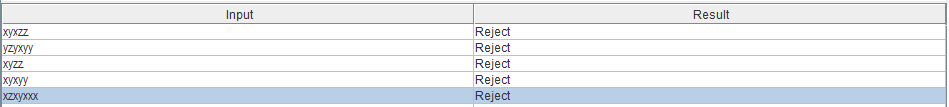 Input Result
xyxzz Reject
yzyxyy Reject
xyzz Reject
xyxyy Reject
xzxyxxx Reject